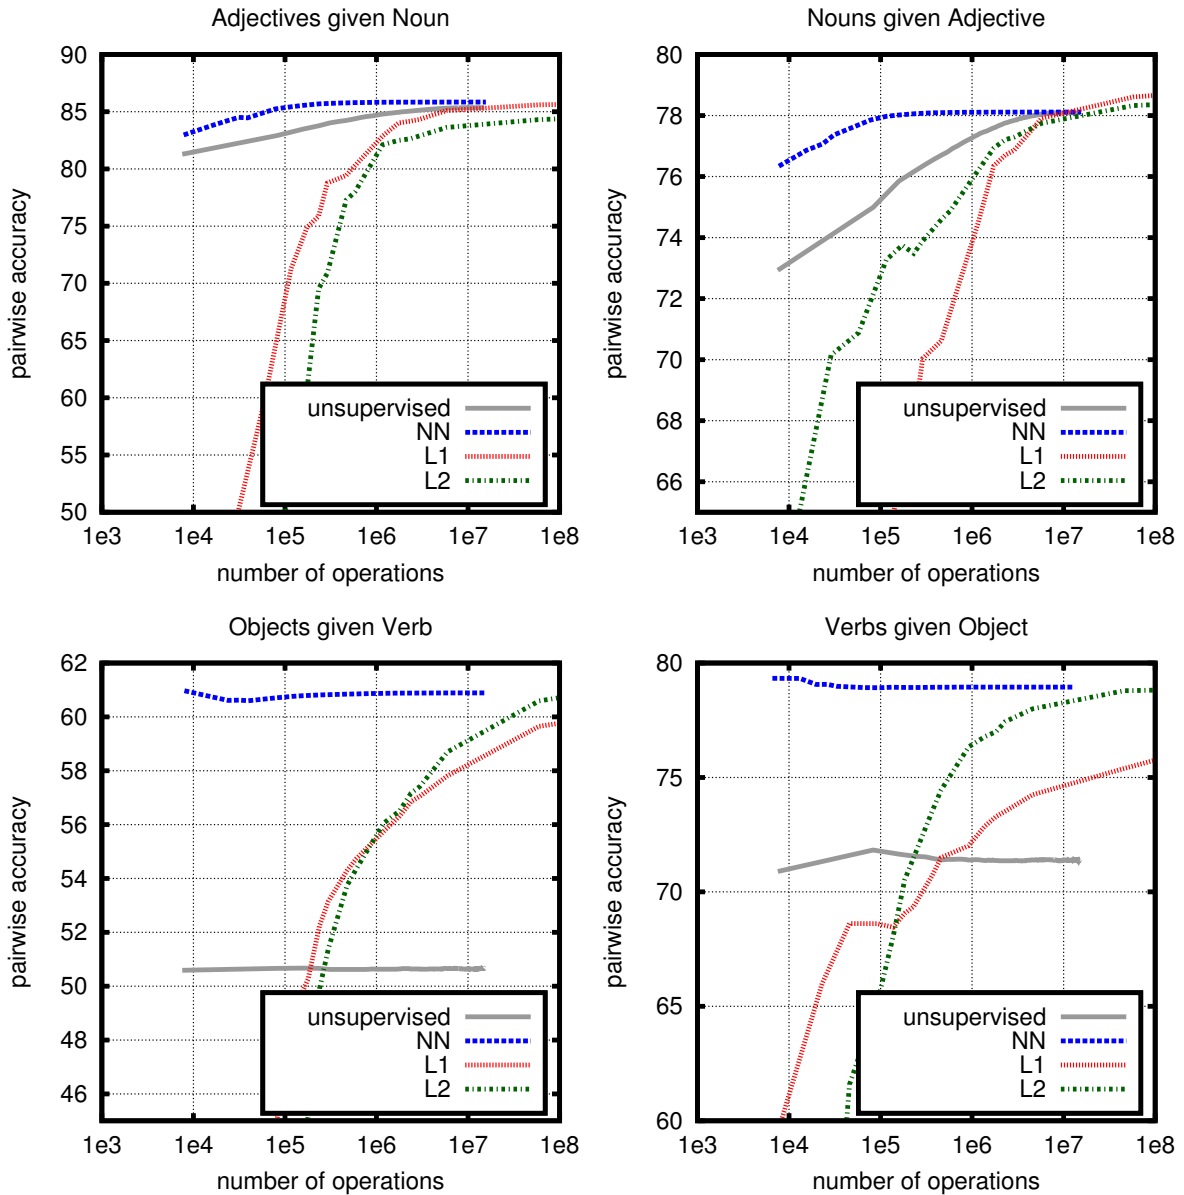 Adjectives given Noun
90
85
80
75
70
65
60
55
50
pairwise accuracy
unsupervised
NN
L1
L2
1e3 1e4 1e5 1e6 1e7 1e8
number of operations
Nouns given Adjective
80
78
76
74
72
70
68
66
pairwise accuracy
unsupervised
NN
L1
L2
1e3 1e4 1e5 1e6 1e7 1e8
number of operations
Objects given Verb
62
60
58
56
54
52
50
48
46
pairwise accuracy
unsupervised
NN
L1
L2
1e3 1e4 1e5 1e6 1e7 1e8
number of operations
Verbs given Object
80
75
70
65
60
pairwise accuracy
unsupervised
NN
L1
L2
1e3 1e4 1e5 1e6 1e7 1e8
number of operations